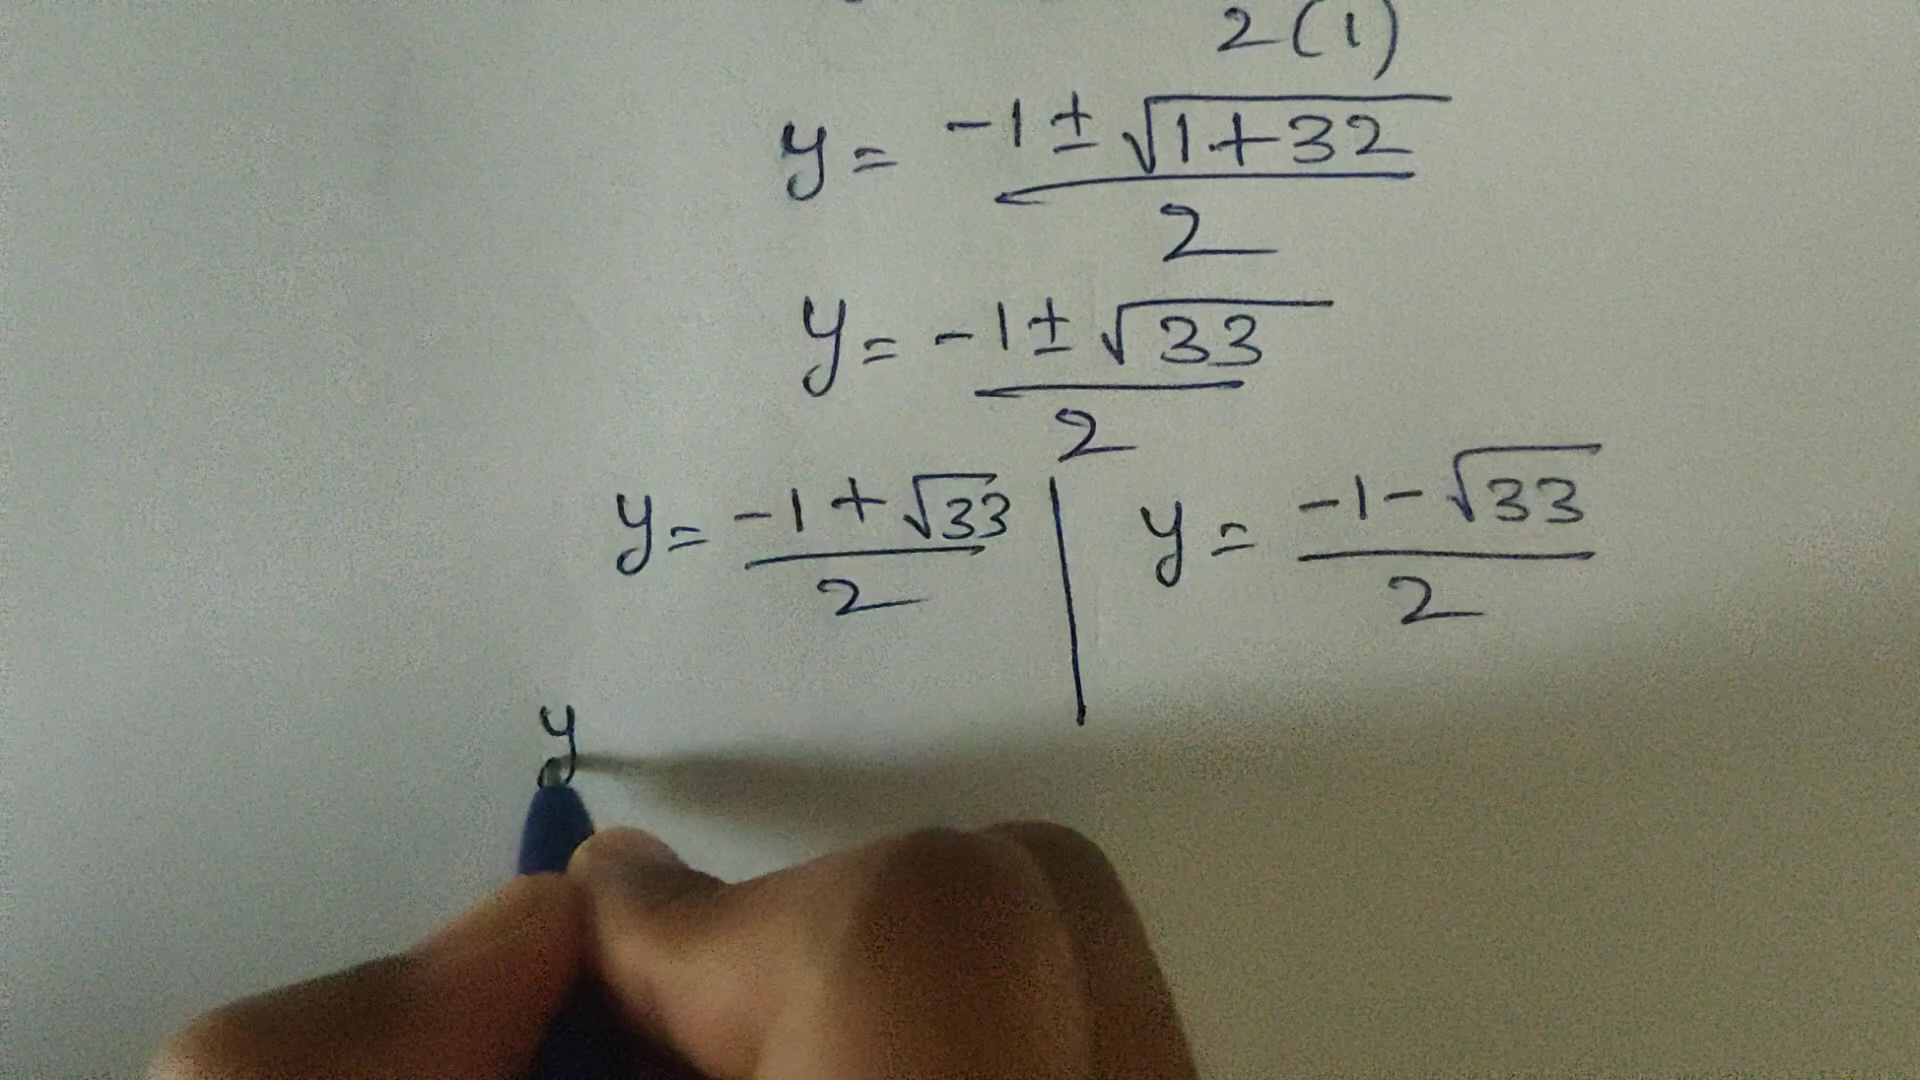 2(1)
y = -1 ± √1+32
2
y = -1 ± √33
2
y = -1 + √33 | y = -1 - √33
2 2
y